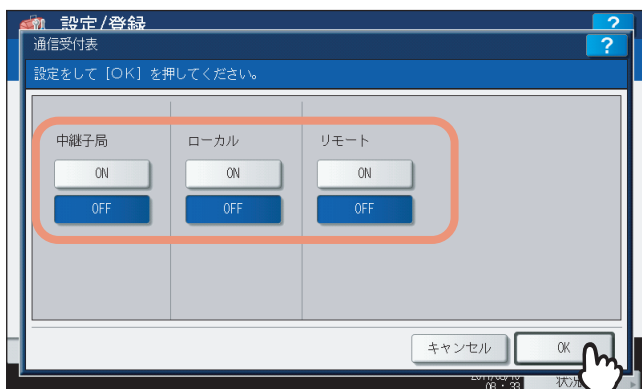 設定/登録 ?
通信受付表 ?
設定をして [OK] を押してください。
中継子局 ローカル リモート
ON ON ON
OFF OFF OFF
キャンセル OK
08 : 33 状況